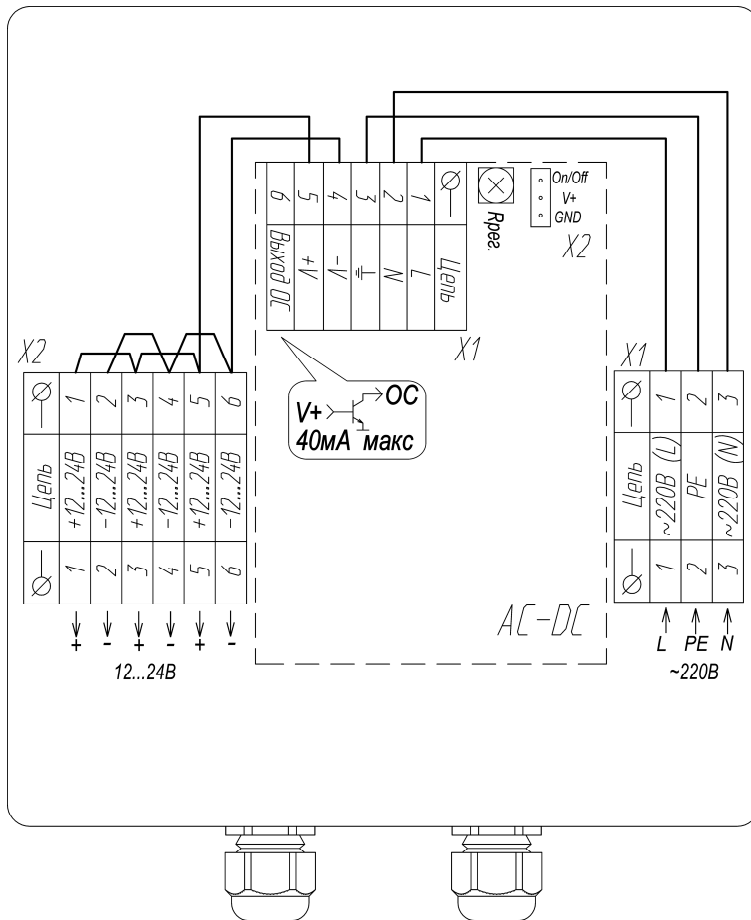 On/Off
V+
GND
X2
Rрег.
1 2 3 4 5 6
Цепь
L
N
-V
+V
Выход ОС
X1
V+ ОС
40мА макс
X2
1 2 3 4 5 6
Цепь
+12...24В
-12...24В
+12...24В
-12...24В
+12...24В
-12...24В
1 2 3 4 5 6
+ - + - + -
12...24В
AC-DC
X1
1 2 3
Цепь
~220В (L)
PE
~220В (N)
1 2 3
L PE N
~220В